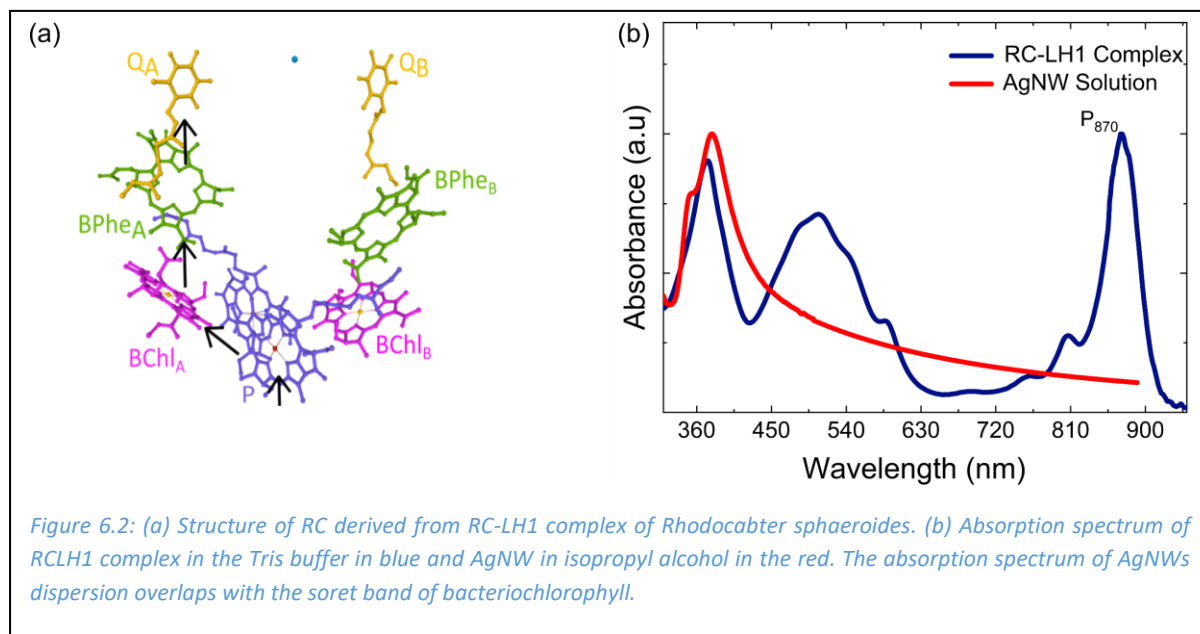 (a)
QA
QB
BPheA
BPheB
BChlA
P
BChlB
(b)
RC-LH1 Complex
AgNW Solution
P870
Absorbance (a.u)
360 450 540 630 720 810 900
Wavelength (nm)
Figure 6.2: (a) Structure of RC derived from RC-LH1 complex of Rhodocabter sphaeroides. (b) Absorption spectrum of
RCLH1 complex in the Tris buffer in blue and AgNW in isopropyl alcohol in the red. The absorption spectrum of AgNWs
dispersion overlaps with the soret band of bacteriochlorophyll.